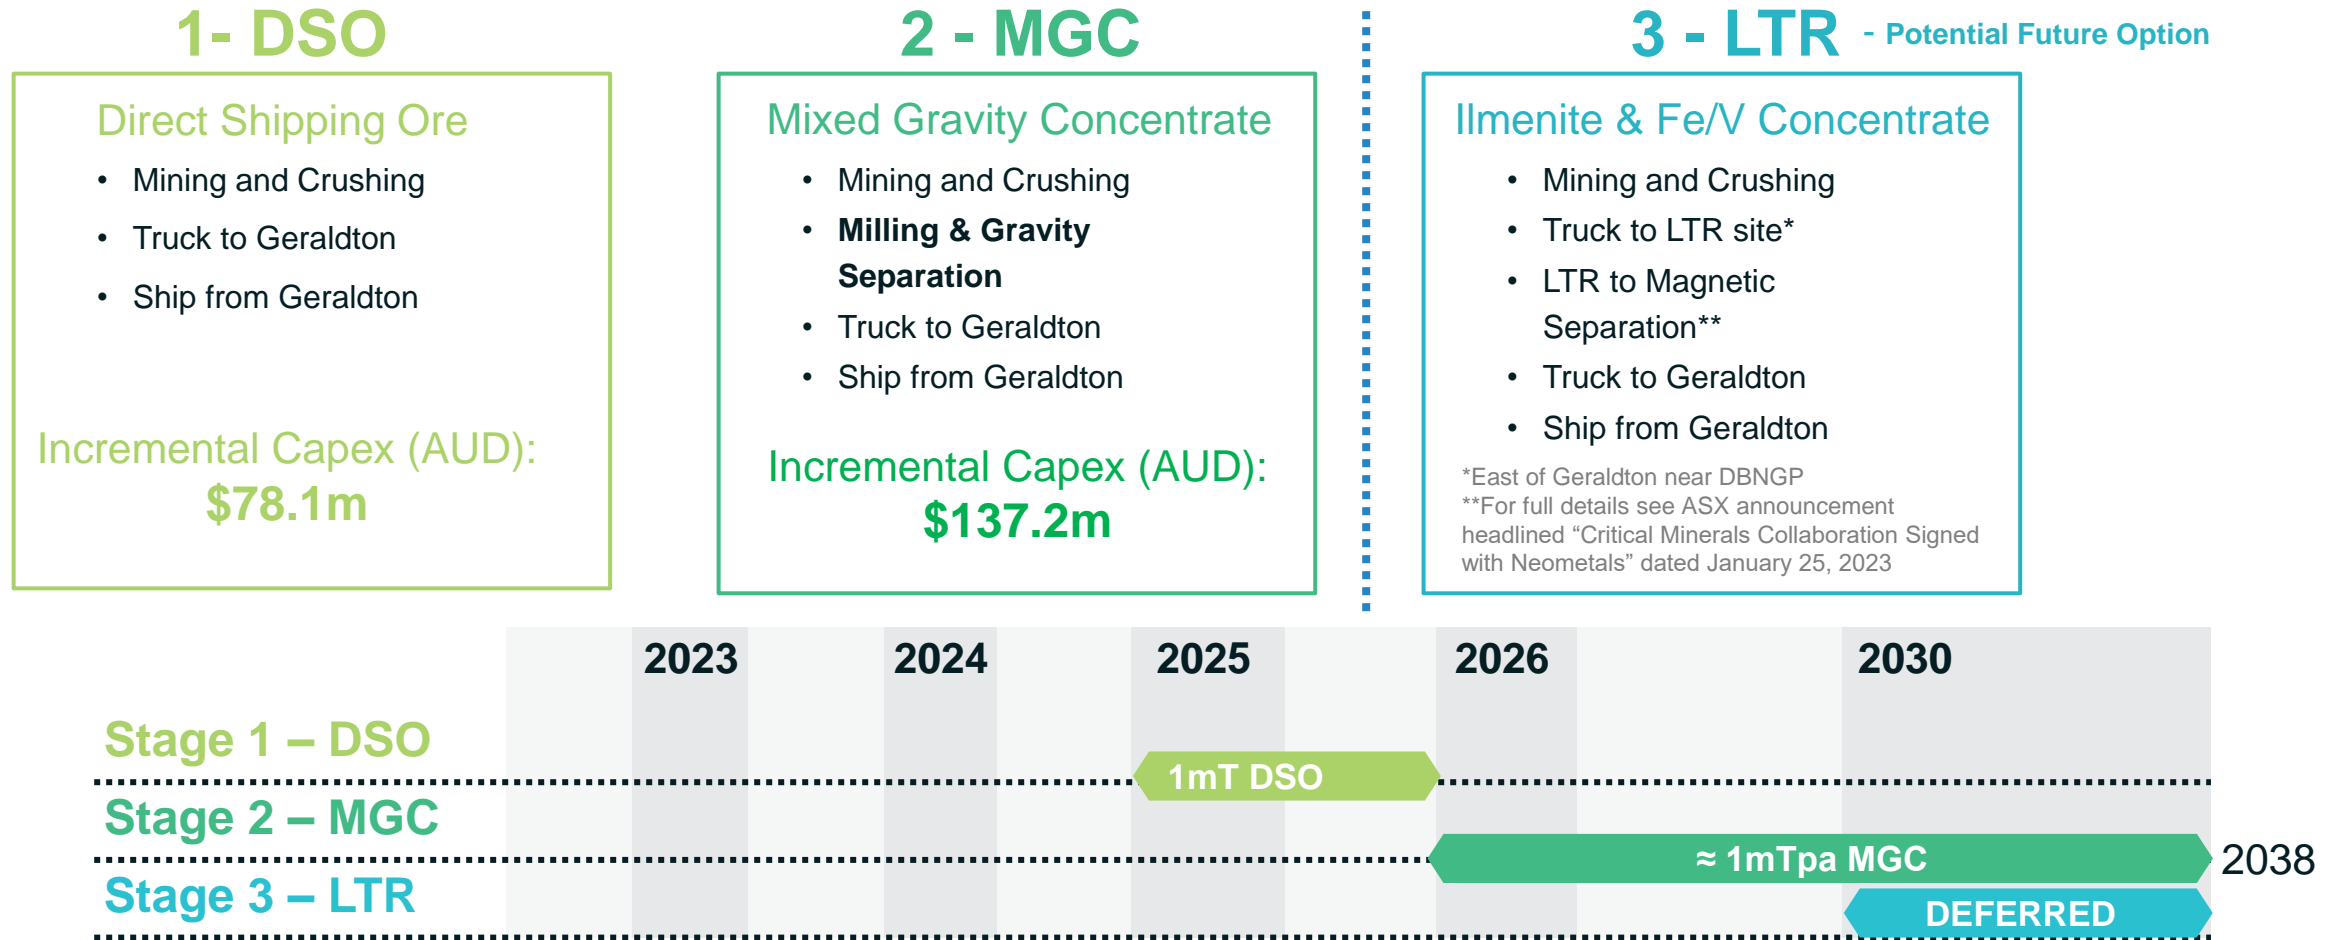 1- DSO
Direct Shipping Ore
• Mining and Crushing
• Truck to Geraldton
• Ship from Geraldton
Incremental Capex (AUD):
$78.1m
2 - MGC
Mixed Gravity Concentrate
• Mining and Crushing
• Milling & Gravity
Separation
• Truck to Geraldton
• Ship from Geraldton
Incremental Capex (AUD):
$137.2m
3 - LTR - Potential Future Option
Ilmenite & Fe/V Concentrate
• Mining and Crushing
• Truck to LTR site*
• LTR to Magnetic
Separation**
• Truck to Geraldton
• Ship from Geraldton
*East of Geraldton near DBNGP
**For full details see ASX announcement
headlined “Critical Minerals Collaboration Signed
with Neometals” dated January 25, 2023
2023 2024 2025 2026 2030
Stage 1 – DSO
1mT DSO
Stage 2 – MGC
≈ 1mTpa MGC 2038
Stage 3 – LTR
DEFERRED